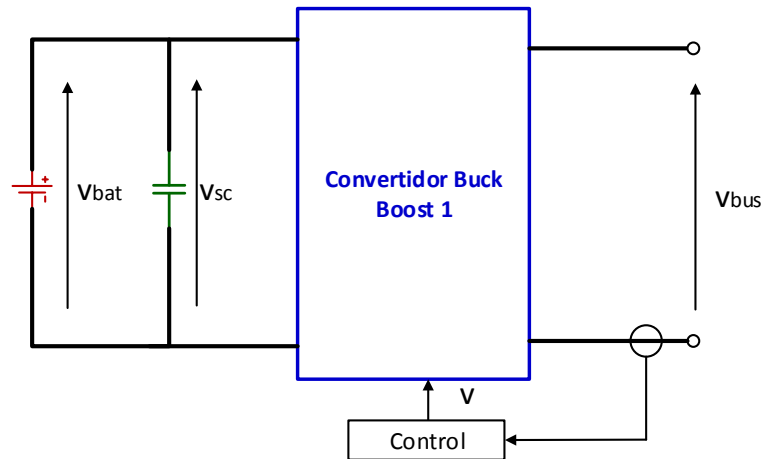 +
-
Vbat
Vsc
Convertidor Buck
Boost 1
Vbus
V
Control